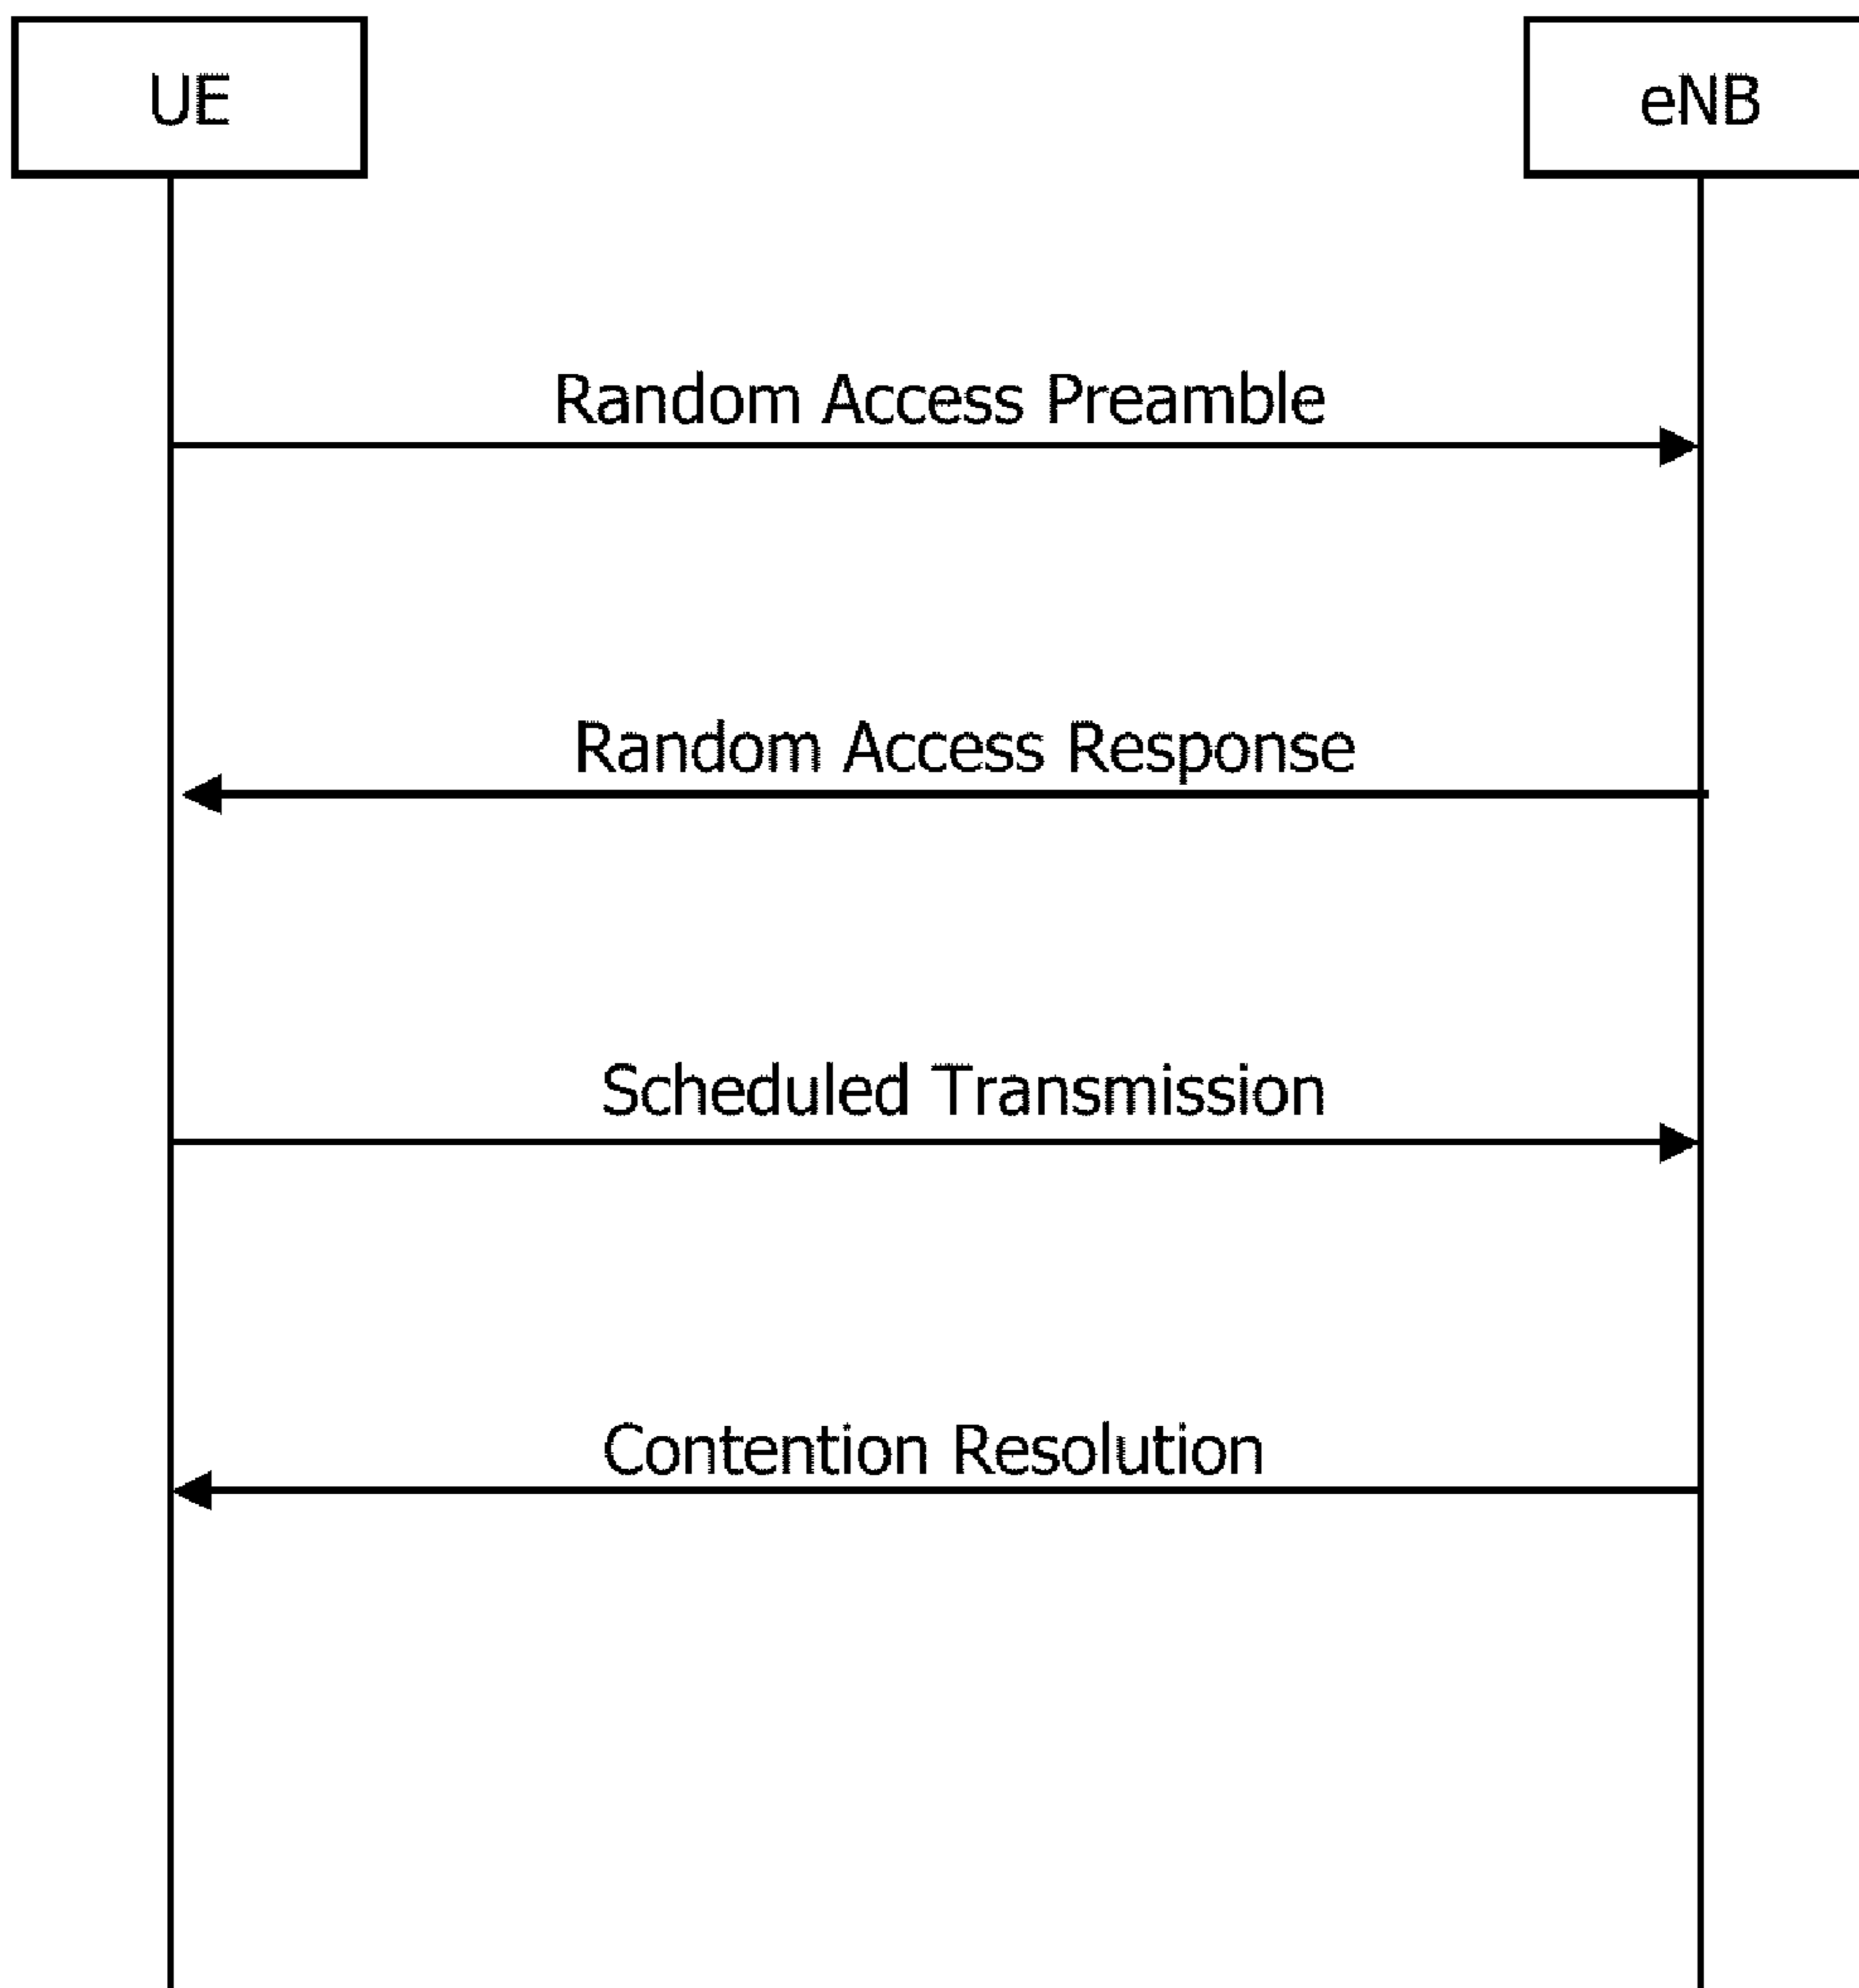 UE
eNB
Random Access Preamble
Random Access Response
Scheduled Transmission
Contention Resolution